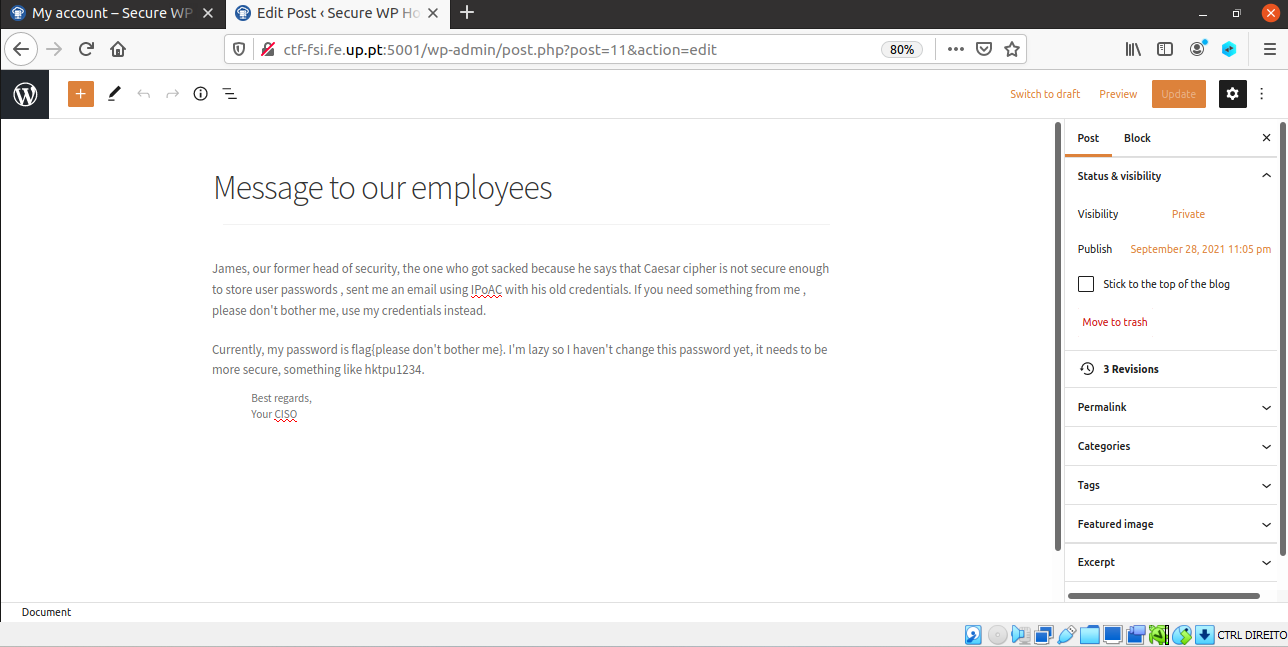 My account – Secure WP
Edit Post ‹ Secure WP Ho
ctf-fsi.fe.up.pt:5001/wp-admin/post.php?post=11&action=edit
80%
Switch to draft
Preview
Update
Message to our employees
James, our former head of security, the one who got sacked because he says that Caesar cipher is not secure enough
to store user passwords , sent me an email using IPoAC with his old credentials. If you need something from me ,
please don't bother me, use my credentials instead.
Currently, my password is flag{please don't bother me}. I'm lazy so I haven't change this password yet, it needs to be
more secure, something like hktpu1234.
Best regards,
Your CISO
Post
Block
Status & visibility
Visibility
Private
Publish
September 28, 2021 11:05 pm
Stick to the top of the blog
Move to trash
3 Revisions
Permalink
Categories
Tags
Featured image
Excerpt
Document
CTRL DIREITO